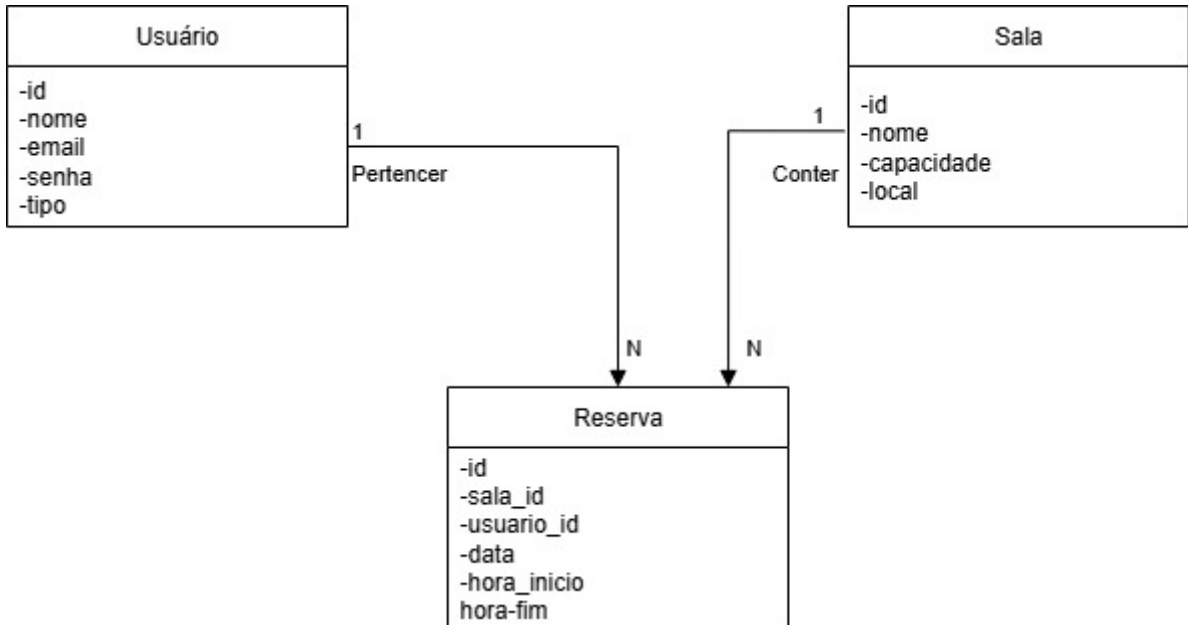 Usuário
-id
-nome
-email
-senha
-tipo
1
Pertencer
Sala
-id
-nome
-capacidade
-local
1
Conter
N
N
Reserva
-id
-sala_id
-usuario_id
-data
-hora_inicio
hora-fim